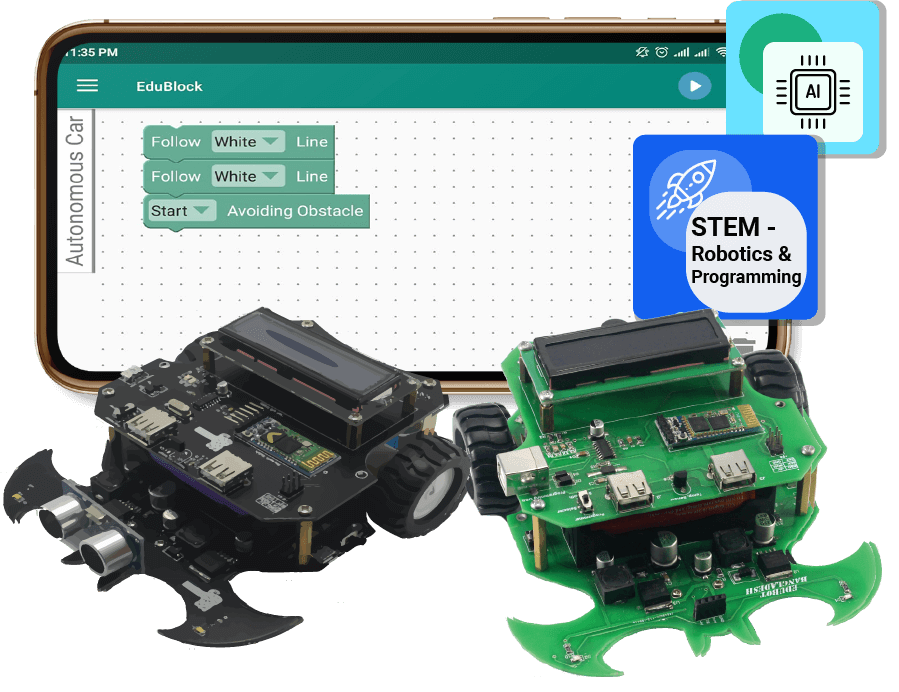 11:35 PM
EduBlock
AI
Autonomous Car
Follow White Line
Follow White Line
Start Avoiding Obstacle
STEM -
Robotics &
Programming
EDUBOT
BANGLADESH